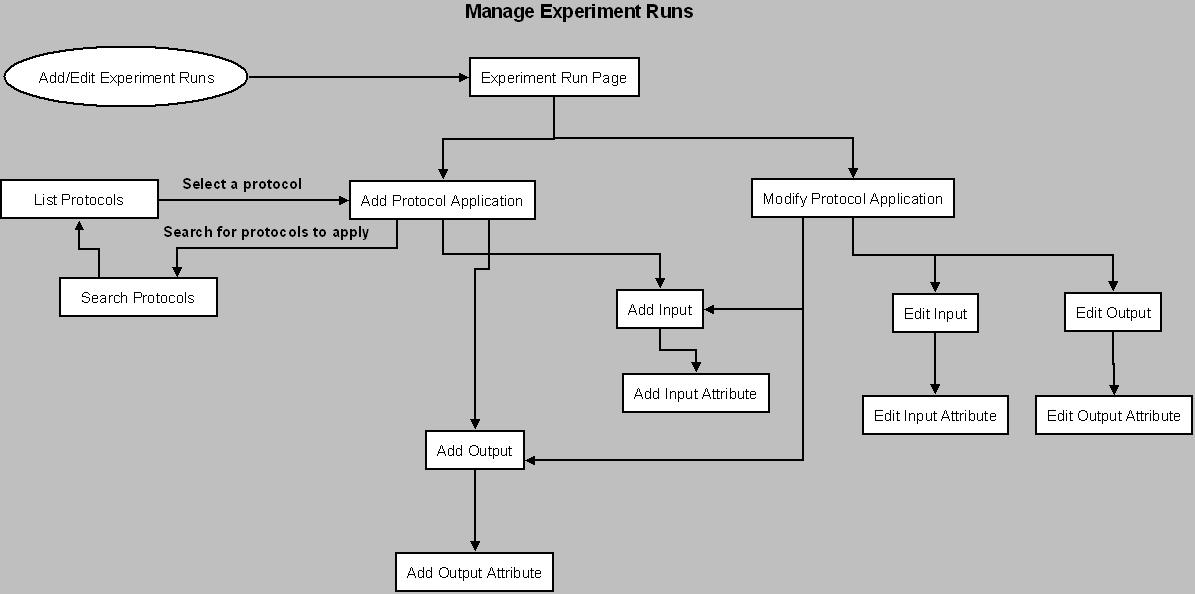 Manage Experiment Runs
Add/Edit Experiment Runs
Experiment Run Page
List Protocols
Select a protocol
Add Protocol Application
Modify Protocol Application
Search for protocols to apply
Search Protocols
Add Input
Edit Input
Edit Output
Add Input Attribute
Edit Input Attribute
Edit Output Attribute
Add Output
Add Output Attribute